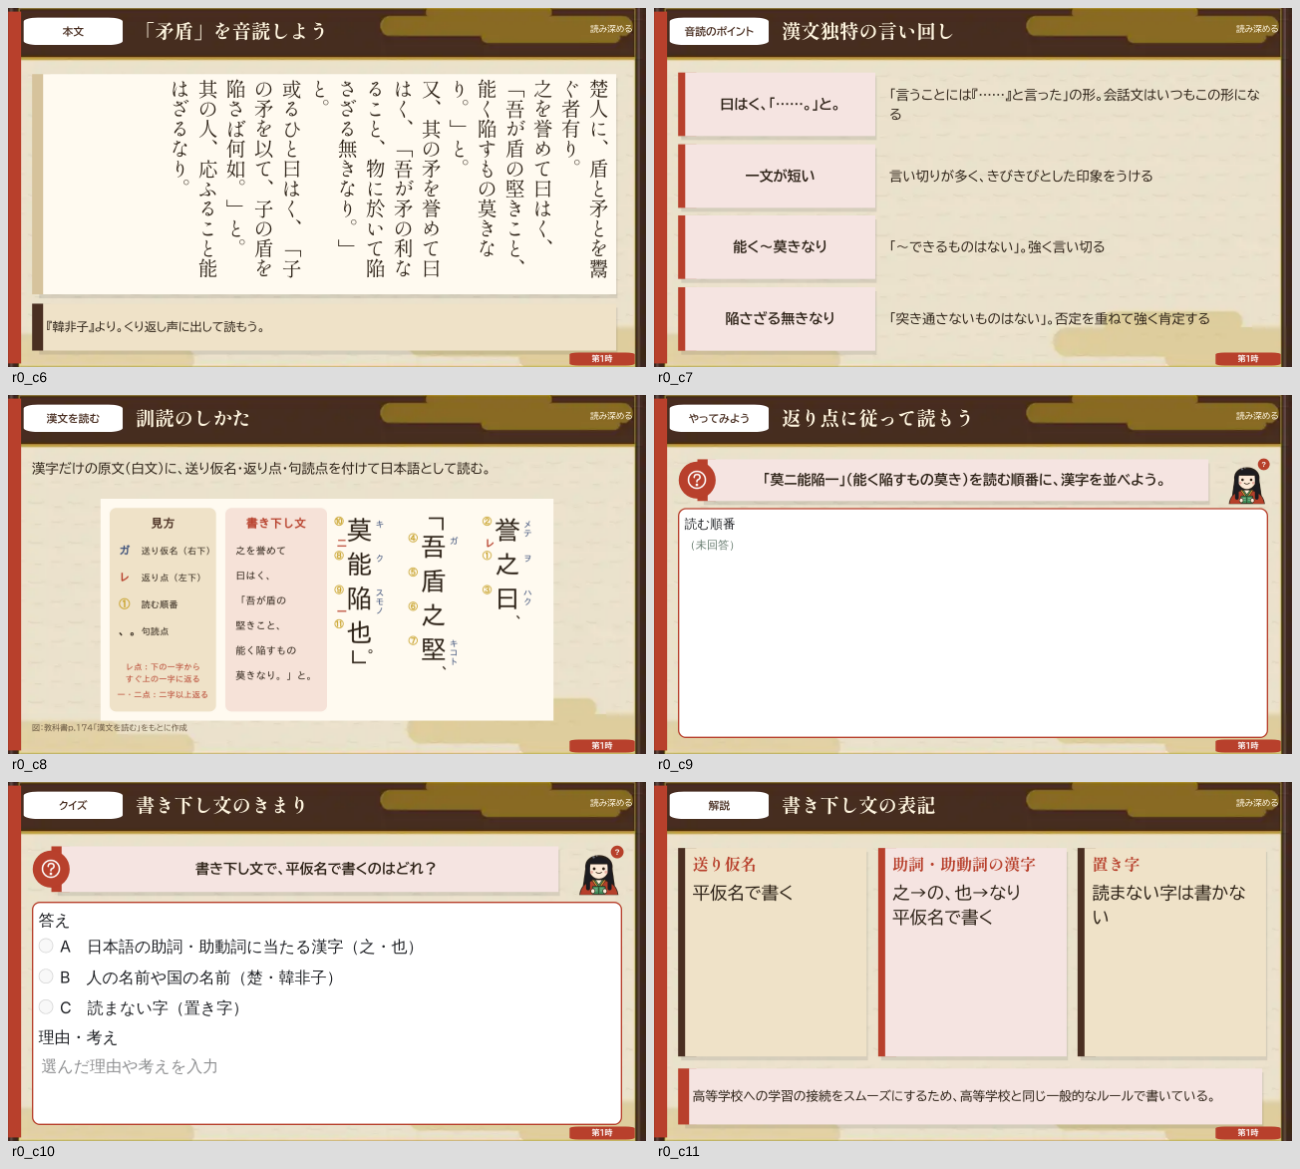 本文
「矛盾」を音読しよう
読み深める
楚人に、盾と矛とを鬻
ぐ者有り。
之を誉めて曰はく、
「吾が盾の堅きこと、
能く陥すもの莫きな
り。」と。
又、其の矛を誉めて曰
はく、「吾が矛の利な
ること、物に於いて陥
さざる無きなり。」
と。
或るひと曰はく、「子
の矛を以て、子の盾を
陥さば何如。」と。
其の人、応ふること能
はざるなり。
『韓非子』より。くり返し声に出して読もう。
第1時
r0_c6
音読のポイント
漢文独特の言い回し
読み深める
曰はく、「……。」と。
「言うことには『……』と言った」の形。会話文はいつもこの形にな
る
一文が短い
言い切りが多く、きびきびとした印象をうける
能く～莫きなり
「～できるものはない」。強く言い切る
陥さざる無きなり
「突き通さないものはない」。否定を重ねて強く肯定する
第1時
r0_c7
漢文を読む
訓読のしかた
読み深める
漢字だけの原文(白文)に、送り仮名・返り点・句読点を付けて日本語として読む。
見方
ガ 送り仮名（右下）
レ 返り点（左下）
① 読む順番
、。句読点
レ点：下の一字から
すぐ上の一字に返る
一・二点：二字以上返る
書き下し文
之を誉めて
曰はく、
「吾が盾の
堅きこと、
能く陥すもの
莫きなり。」と。
②誉メテレ①之ヲ③曰ハク、
「④吾ガ⑤盾⑥之⑦堅キコト、
⑩莫キ二⑧能ク⑨陥スモノ一⑪也。」
図：教科書p.174「漢文を読む」をもとに作成
第1時
r0_c8
やってみよう
返り点に従って読もう
読み深める
?
「莫二能陥一」(能く陥すもの莫き)を読む順番に、漢字を並べよう。
?
読む順番
（未回答）
第1時
r0_c9
クイズ
書き下し文のきまり
読み深める
?
書き下し文で、平仮名で書くのはどれ？
?
答え
A 日本語の助詞・助動詞に当たる漢字（之・也）
B 人の名前や国の名前（楚・韓非子）
C 読まない字（置き字）
理由・考え
選んだ理由や考えを入力
第1時
r0_c10
解説
書き下し文の表記
読み深める
送り仮名
平仮名で書く
助詞・助動詞の漢字
之→の、也→なり
平仮名で書く
置き字
読まない字は書かな
い
高等学校への学習の接続をスムーズにするため、高等学校と同じ一般的なルールで書いている。
第1時
r0_c11